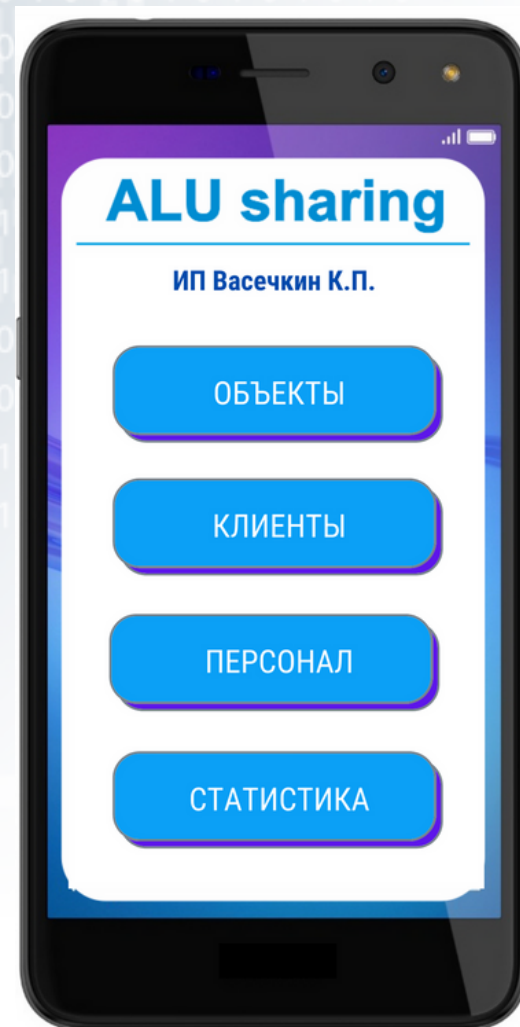 ALU sharing
ИП Васечкин К.П.
ОБЪЕКТЫ
КЛИЕНТЫ
ПЕРСОНАЛ
СТАТИСТИКА